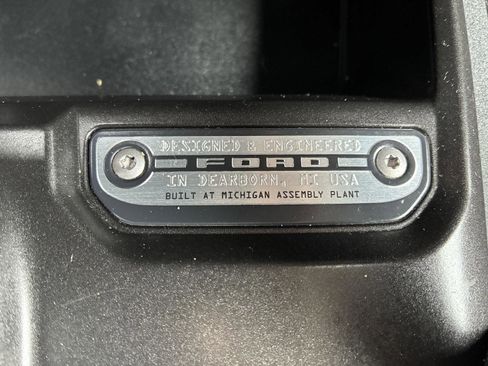 DESIGNED & ENGINEERED
FORD
IN DEARBORN, MI USA
BUILT AT MICHIGAN ASSEMBLY PLANT